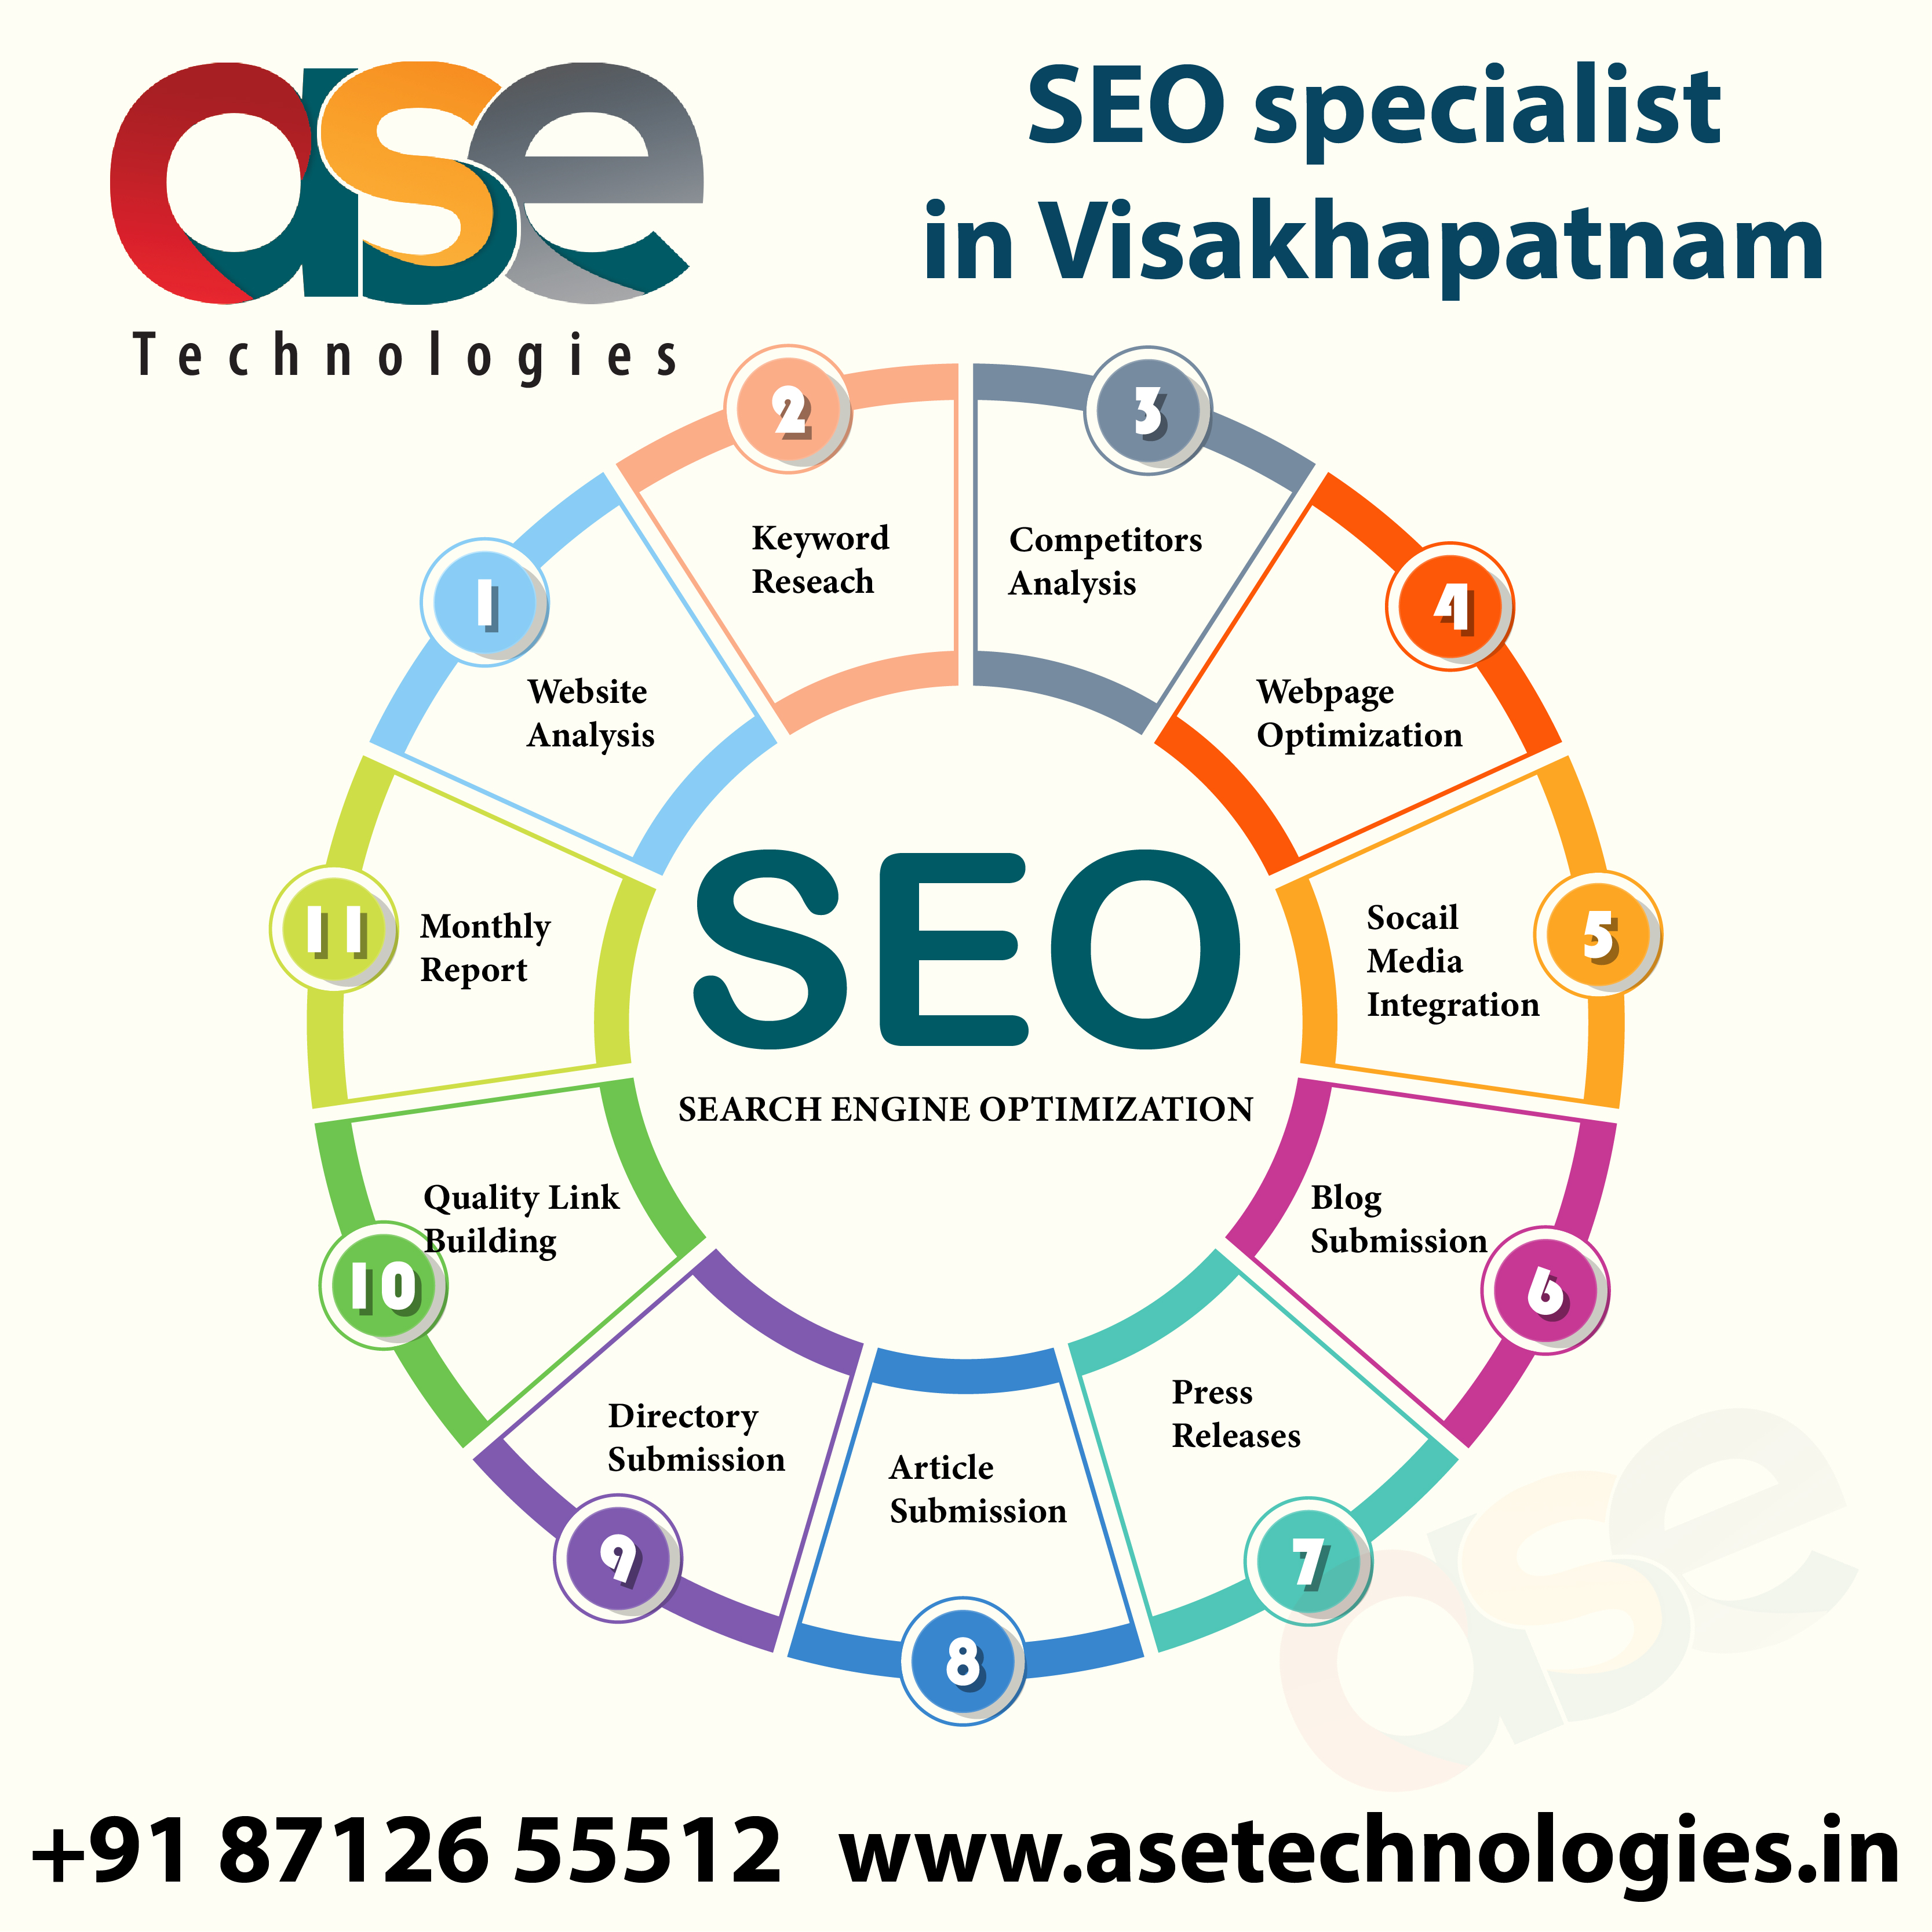 ase
Technologies
SEO specialist
in Visakhapatnam
1
Website
Analysis
2
Keyword
Reseach
3
Competitors
Analysis
4
Webpage
Optimization
5
Socail
Media
Integration
6
Blog
Submission
7
Press
Releases
8
Article
Submission
9
Directory
Submission
10
Quality Link
Building
11
Monthly
Report
SEO
SEARCH ENGINE OPTIMIZATION
ase
+91 87126 55512 www.asetechnologies.in